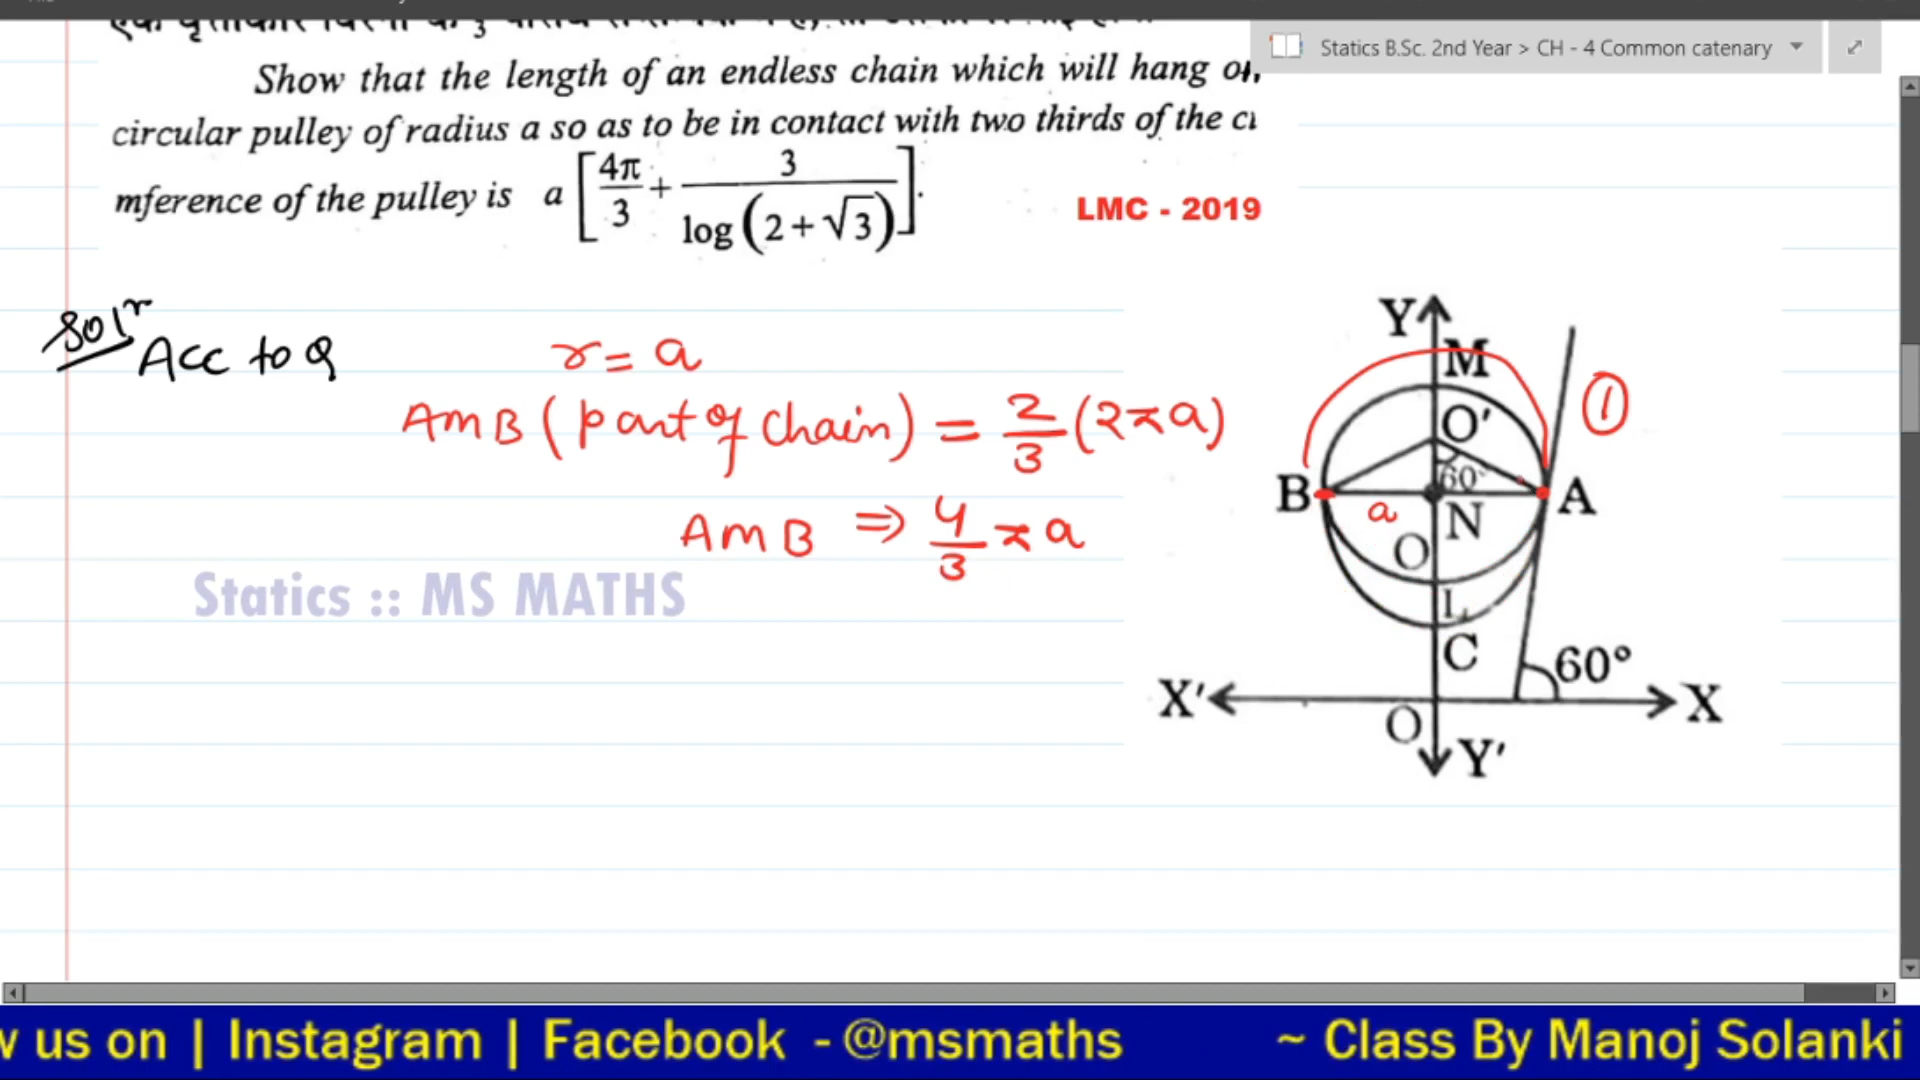 Statics B.Sc. 2nd Year > CH - 4 Common catenary
Show that the length of an endless chain which will hang
circular pulley of radius a so as to be in contact with two thirds of the
mference of the pulley is a [4π/3 + 3/log(2+√3)].
LMC - 2019
Solⁿ Acc to Q r = a
AmB (part of chain) = 2/3 (2πa)
AmB ⇒ 4/3 πa
Statics :: MS MATHS
Y
M
O'
①
60°
B
A
a
N
O
L
C
60°
X'
X
O
Y'
w us on | Instagram | Facebook - @msmaths ~ Class By Manoj Solanki